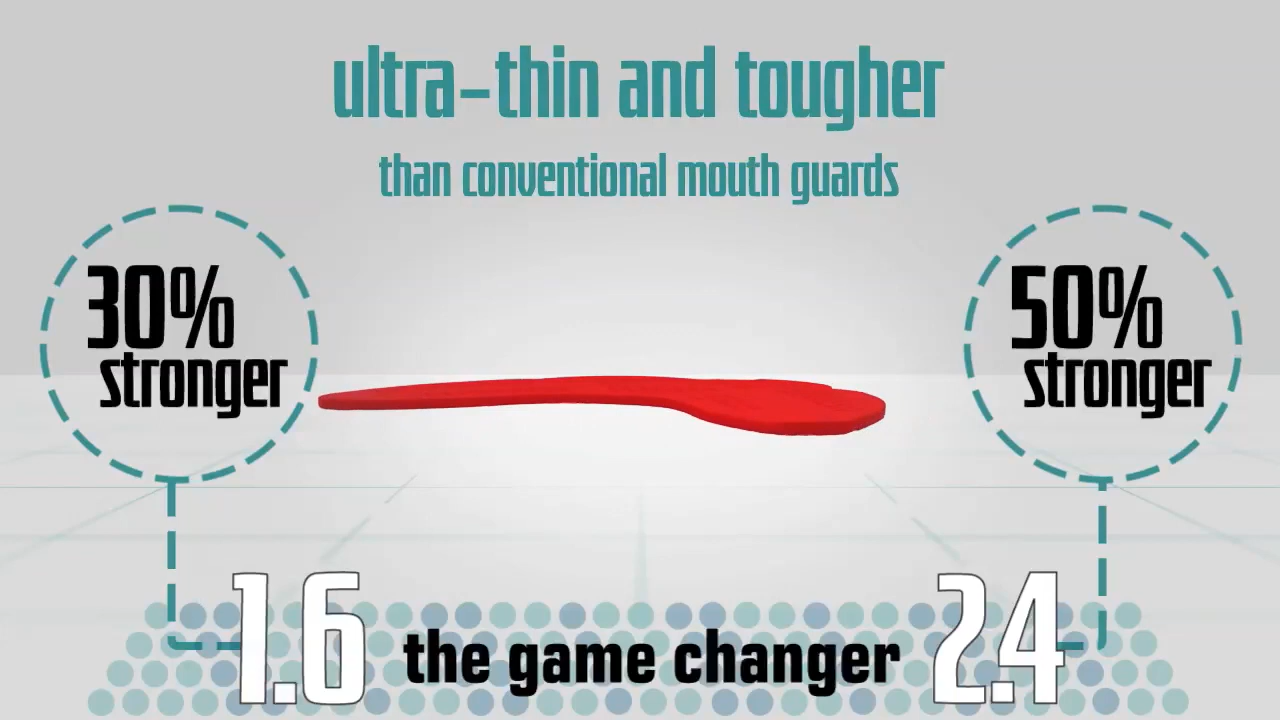 ultra-thin and tougher
than conventional mouth guards
30%
stronger
50%
stronger
1.6
the game changer
2.4